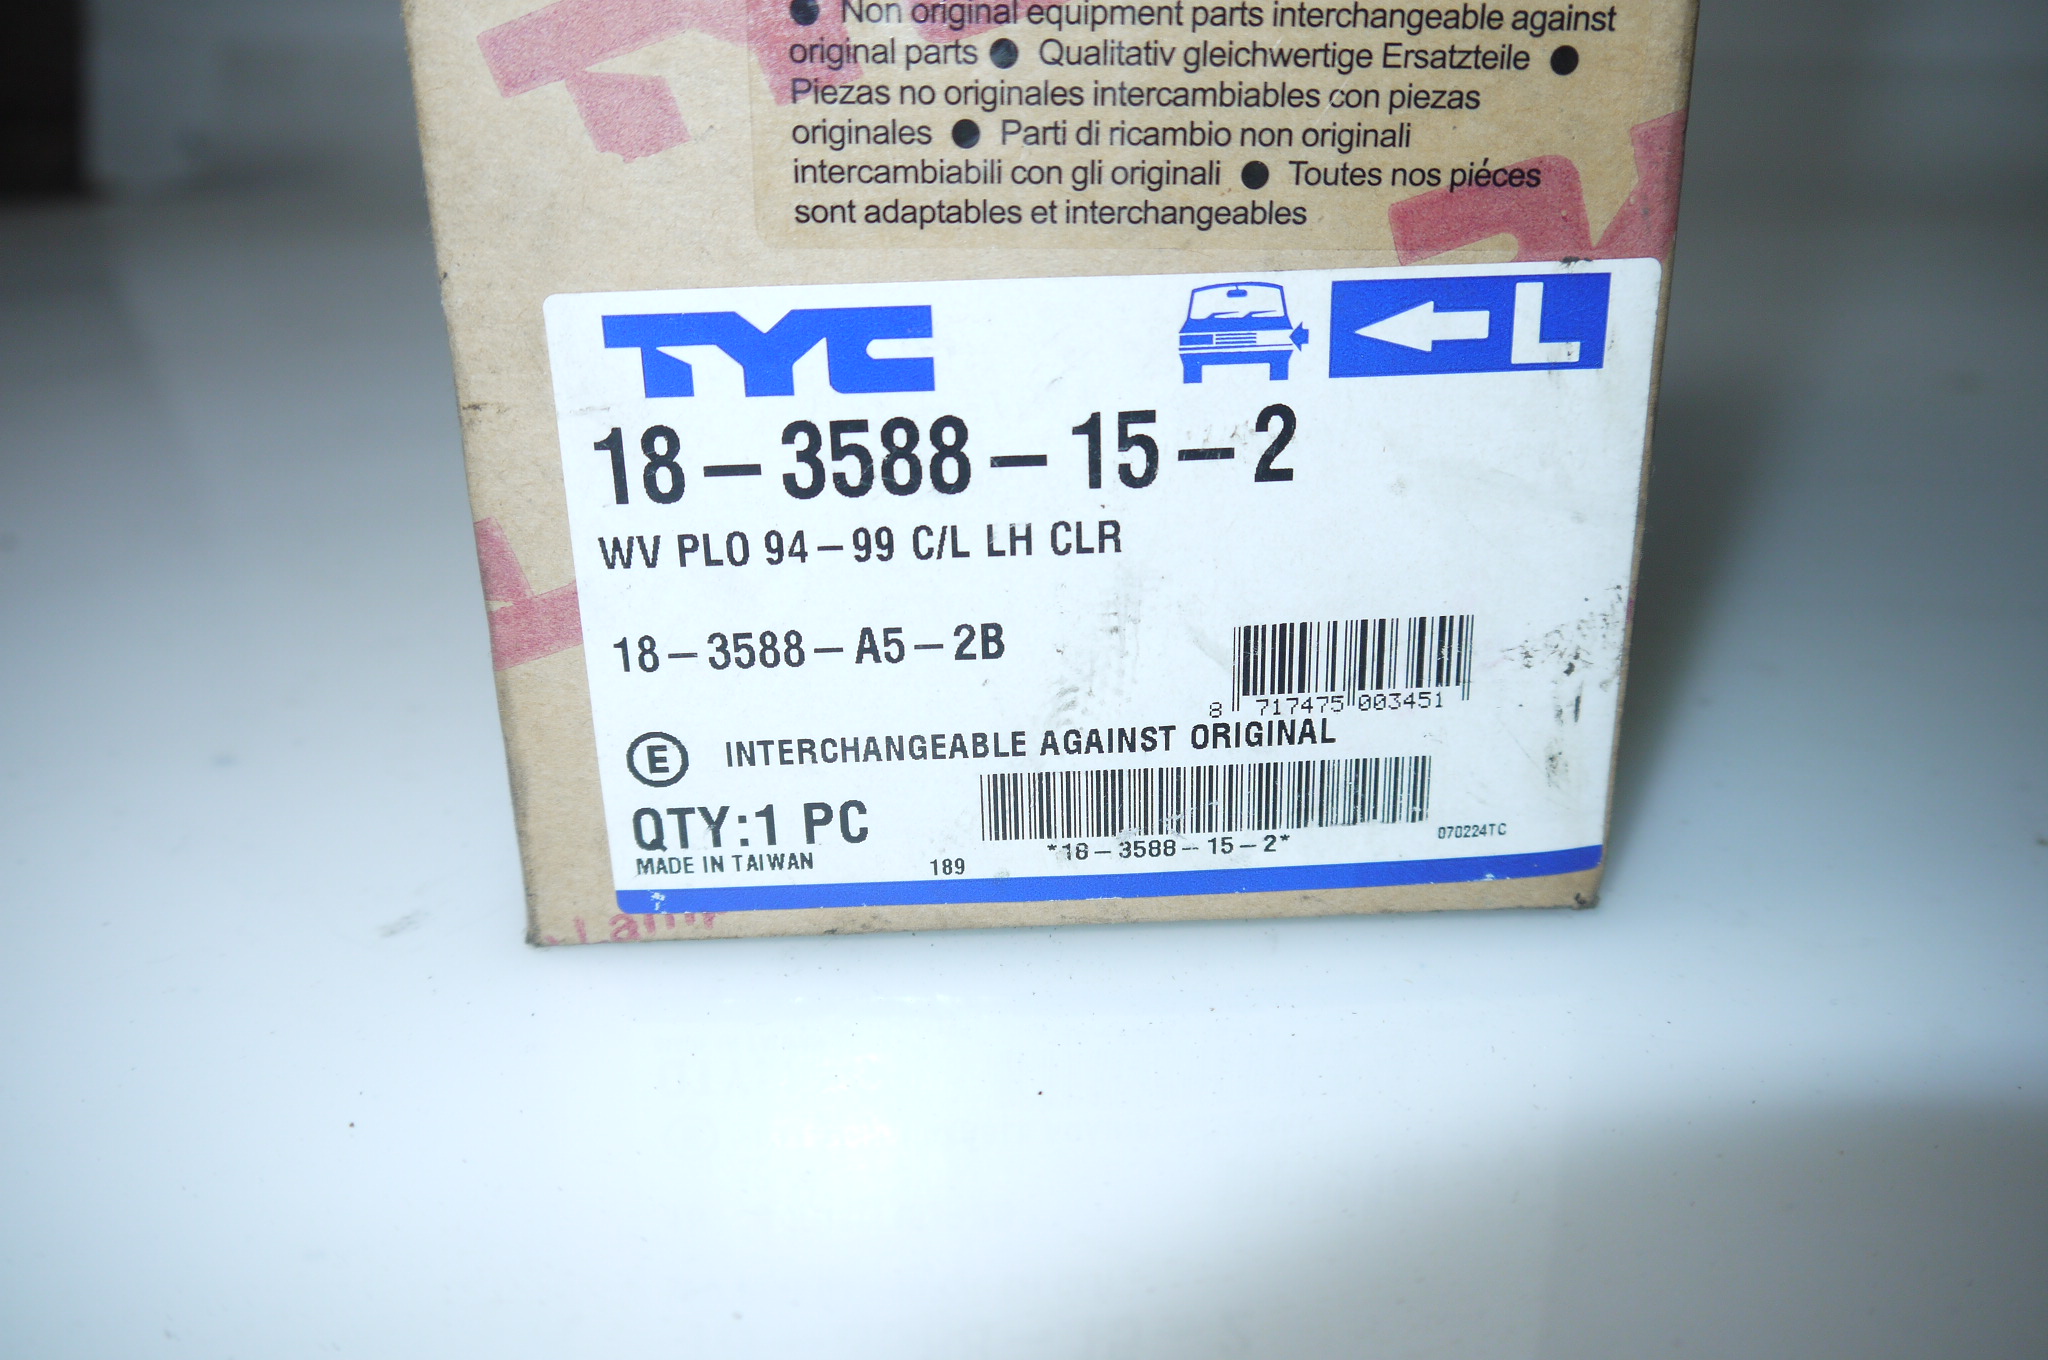 ● Non original equipment parts interchangeable against
original parts ● Qualitativ gleichwertige Ersatzteile ●
Piezas no originales intercambiables con piezas
originales ● Parti di ricambio non originali
intercambiabili con gli originali ● Toutes nos piéces
sont adaptables et interchangeables
TYC
L
18-3588-15-2
WV PLO 94-99 C/L LH CLR
18-3588-A5-2B
8 717475 003451
E INTERCHANGEABLE AGAINST ORIGINAL
QTY:1 PC
*18-3588-15-2*
070224TC
MADE IN TAIWAN
189
Lamp